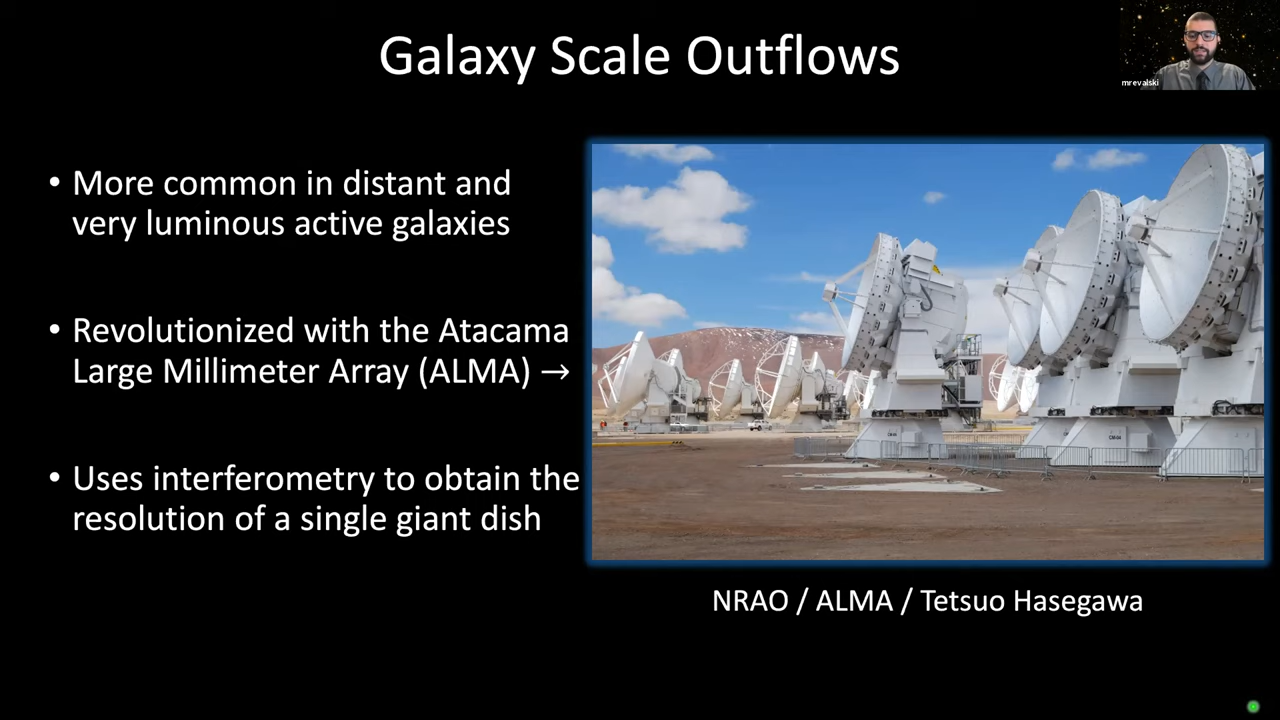 Galaxy Scale Outflows
mrevalski
• More common in distant and
very luminous active galaxies
• Revolutionized with the Atacama
Large Millimeter Array (ALMA) →
• Uses interferometry to obtain the
resolution of a single giant dish
NRAO / ALMA / Tetsuo Hasegawa